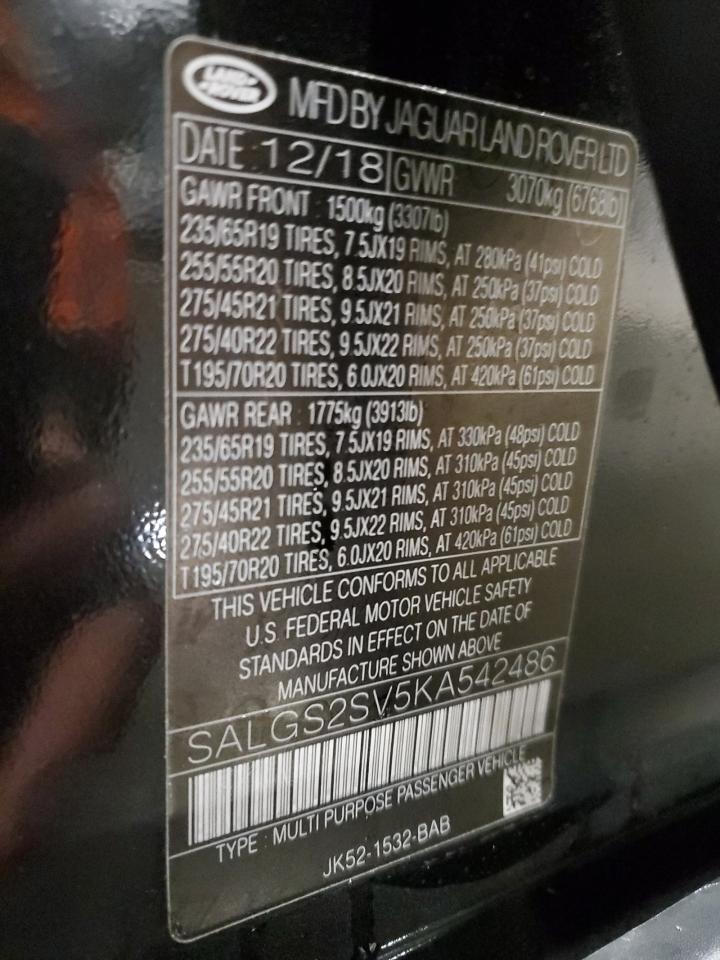 LAND ROVER
MFD BY JAGUAR LAND ROVER LTD
DATE 12/18 GVWR 3070kg (6768lb)
GAWR FRONT : 1500kg (3307lb)
235/65R19 TIRES, 7.5JX19 RIMS, AT 280kPa (41psi) COLD
255/55R20 TIRES, 8.5JX20 RIMS, AT 250kPa (37psi) COLD
275/45R21 TIRES, 9.5JX21 RIMS, AT 250kPa (37psi) COLD
275/40R22 TIRES, 9.5JX22 RIMS, AT 250kPa (37psi) COLD
T195/70R20 TIRES, 6.0JX20 RIMS, AT 420kPa (61psi) COLD
GAWR REAR : 1775kg (3913lb)
235/65R19 TIRES, 7.5JX19 RIMS, AT 330kPa (48psi) COLD
255/55R20 TIRES, 8.5JX20 RIMS, AT 310kPa (45psi) COLD
275/45R21 TIRES, 9.5JX21 RIMS, AT 310kPa (45psi) COLD
275/40R22 TIRES, 9.5JX22 RIMS, AT 310kPa (45psi) COLD
T195/70R20 TIRES, 6.0JX20 RIMS, AT 420kPa (61psi) COLD
THIS VEHICLE CONFORMS TO ALL APPLICABLE
U.S. FEDERAL MOTOR VEHICLE SAFETY
STANDARDS IN EFFECT ON THE DATE OF
MANUFACTURE SHOWN ABOVE
SALGS2SV5KA542486
TYPE : MULTI PURPOSE PASSENGER VEHICLE
JK52-1532-BAB